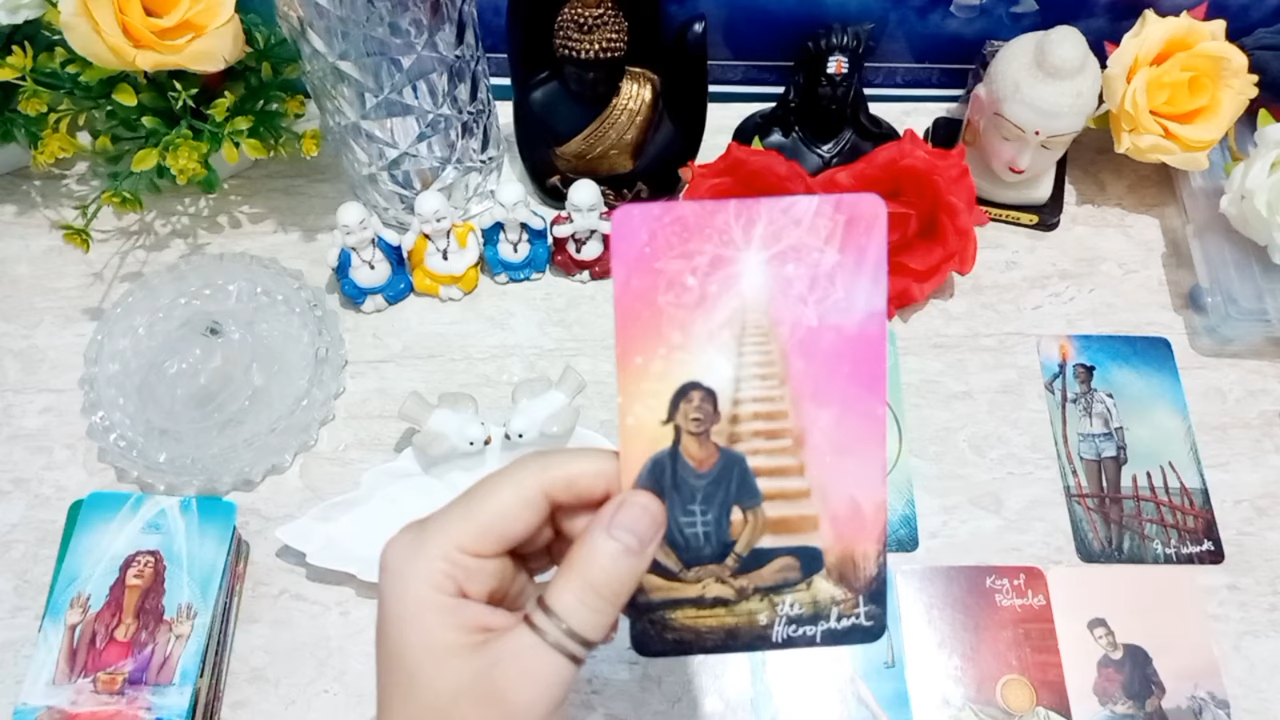 5 the
Hierophant
9 of Wands
King of
Pentacles